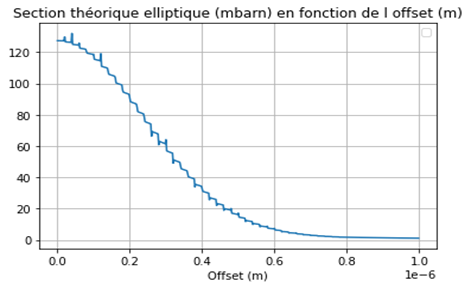 Section théorique elliptique (mbarn) en fonction de l offset (m)
120
100
80
60
40
20
0
0.0 0.2 0.4 0.6 0.8 1.0
1e−6
Offset (m)